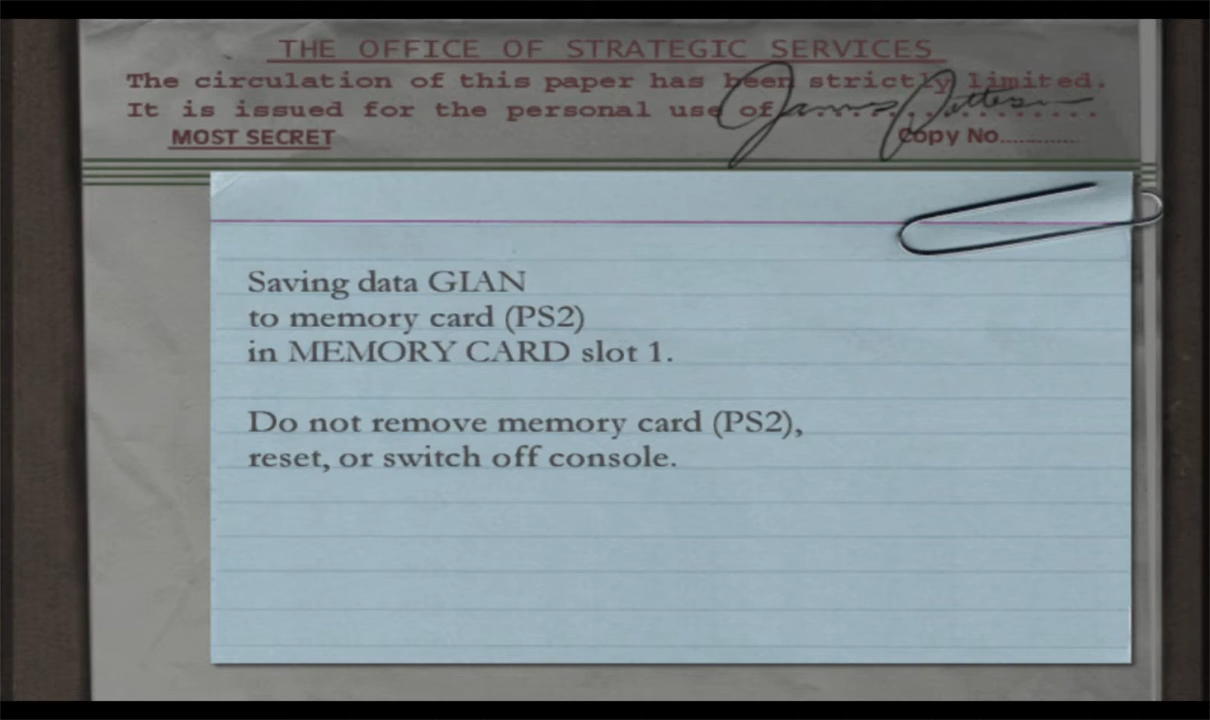 THE OFFICE OF STRATEGIC SERVICES
The circulation of this paper has been strictly limited.
It is issued for the personal use of..................
MOST SECRET
Copy No............
Saving data GIAN
to memory card (PS2)
in MEMORY CARD slot 1.
Do not remove memory card (PS2),
reset, or switch off console.